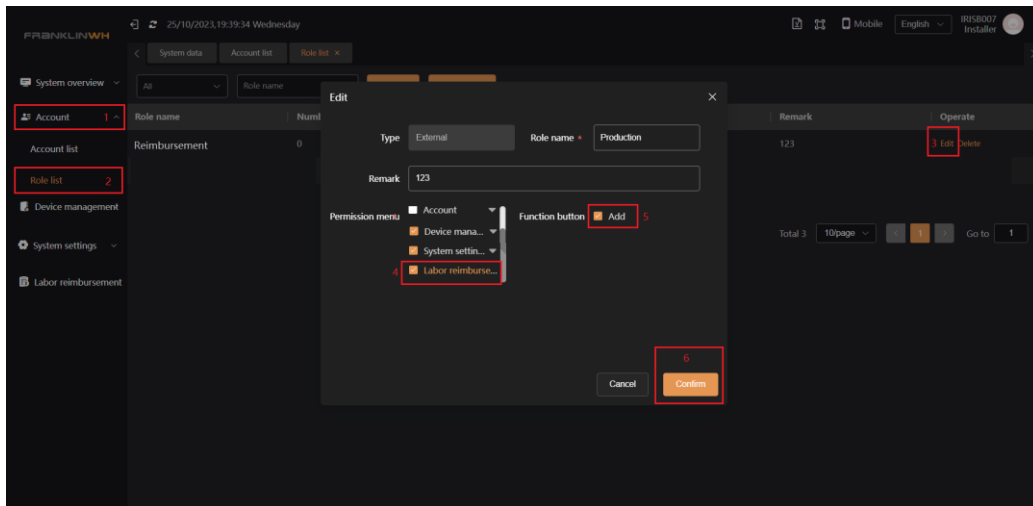 FRANKLINWH
25/10/2023,19:39:34 Wednesday
Mobile
English
IRISB007
Installer
System data
Account list
Role list ×
System overview
All
Role name
Account
1
Role name
Remark
Operate
Account list
Reimbursement
0
123
3
Edit
Delete
Role list
2
Device management
System settings
Labor reimbursement
Total 3
10/page
1
Go to
1
Edit
Type
External
Role name *
Production
Remark
123
Permission menu
Account
Device mana...
System settin...
4
Labor reimburse...
Function button
Add
5
6
Cancel
Confirm